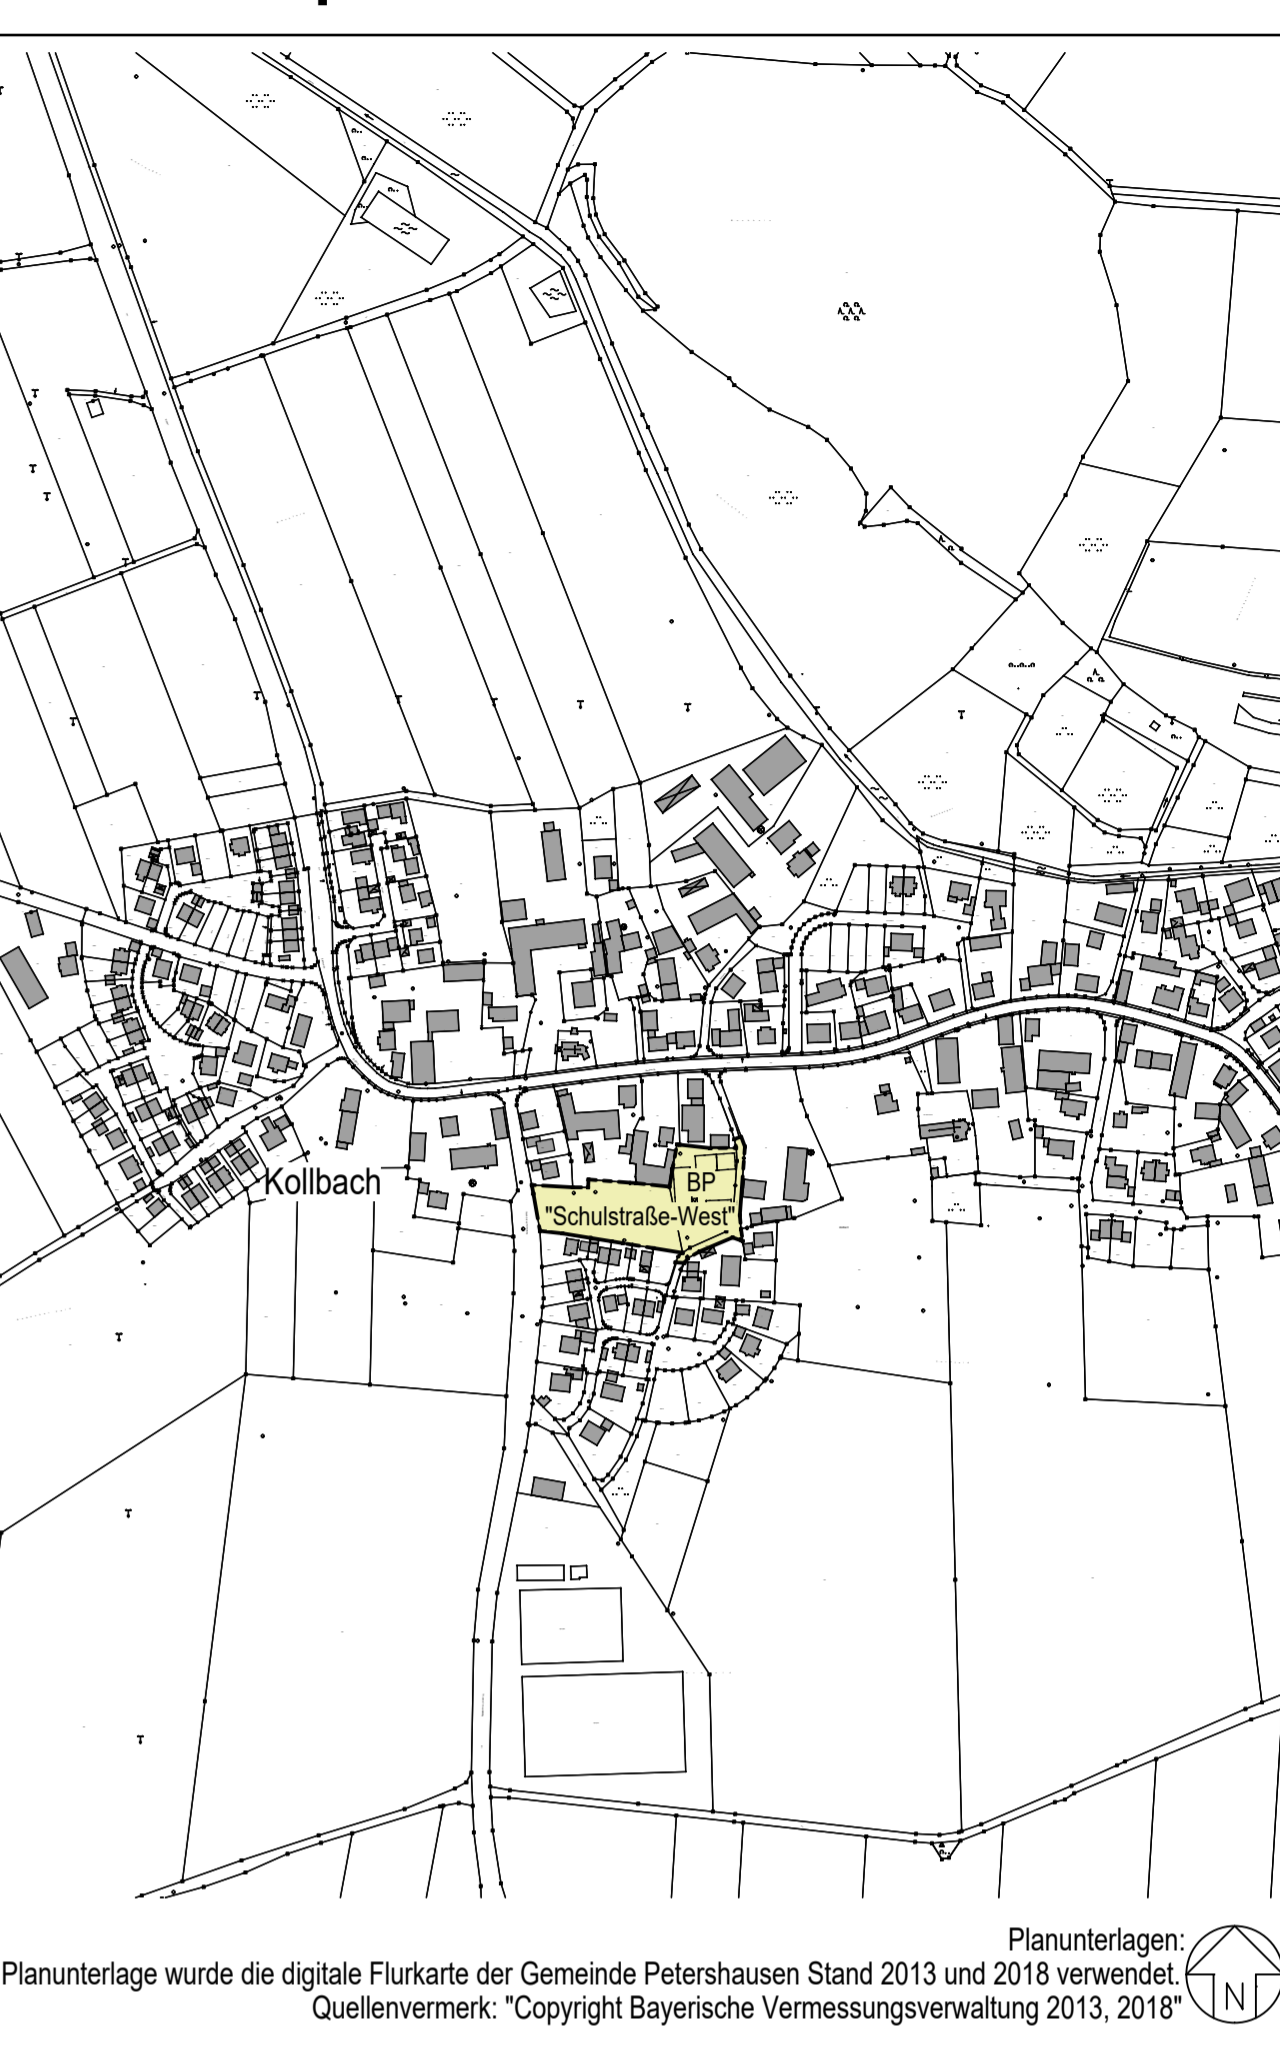 Kollbach
BP
"Schulstraße-West"
Planunterlagen:
Planunterlage wurde die digitale Flurkarte der Gemeinde Petershausen Stand 2013 und 2018 verwendet.
Quellenvermerk: "Copyright Bayerische Vermessungsverwaltung 2013, 2018"
N